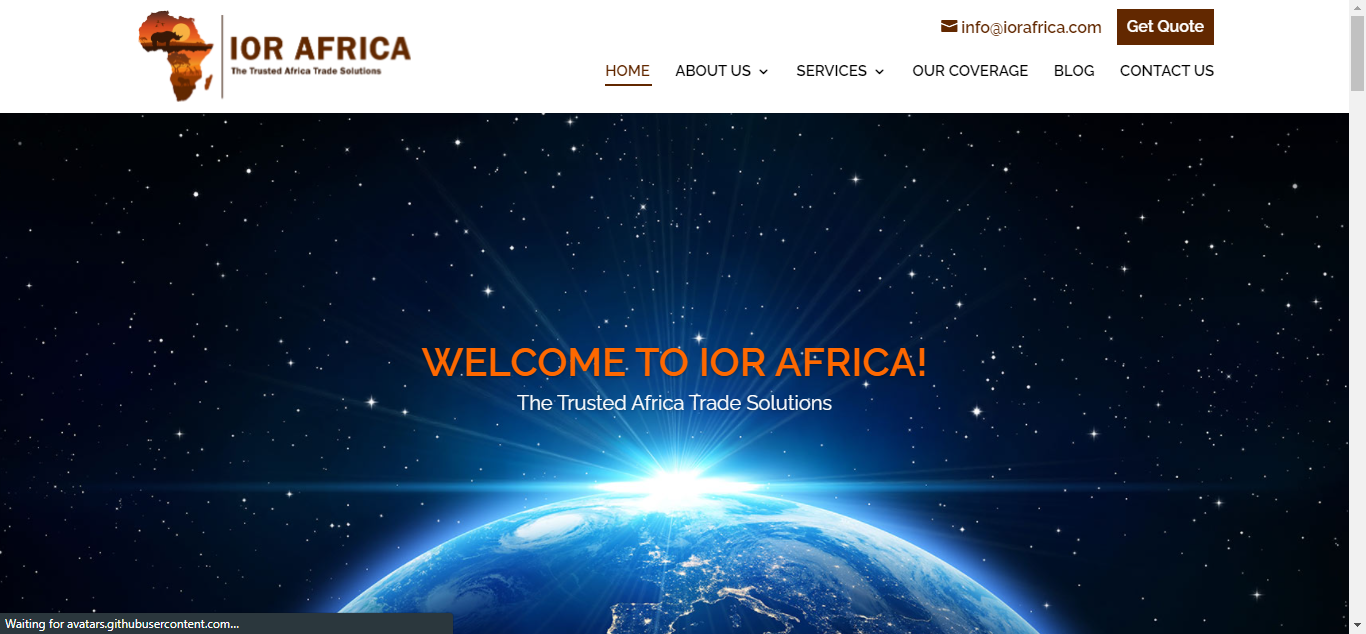 info@iorafrica.com
Get Quote
IOR AFRICA
The Trusted Africa Trade Solutions
HOME
ABOUT US
SERVICES
OUR COVERAGE
BLOG
CONTACT US
WELCOME TO IOR AFRICA!
The Trusted Africa Trade Solutions
Waiting for avatars.githubusercontent.com...